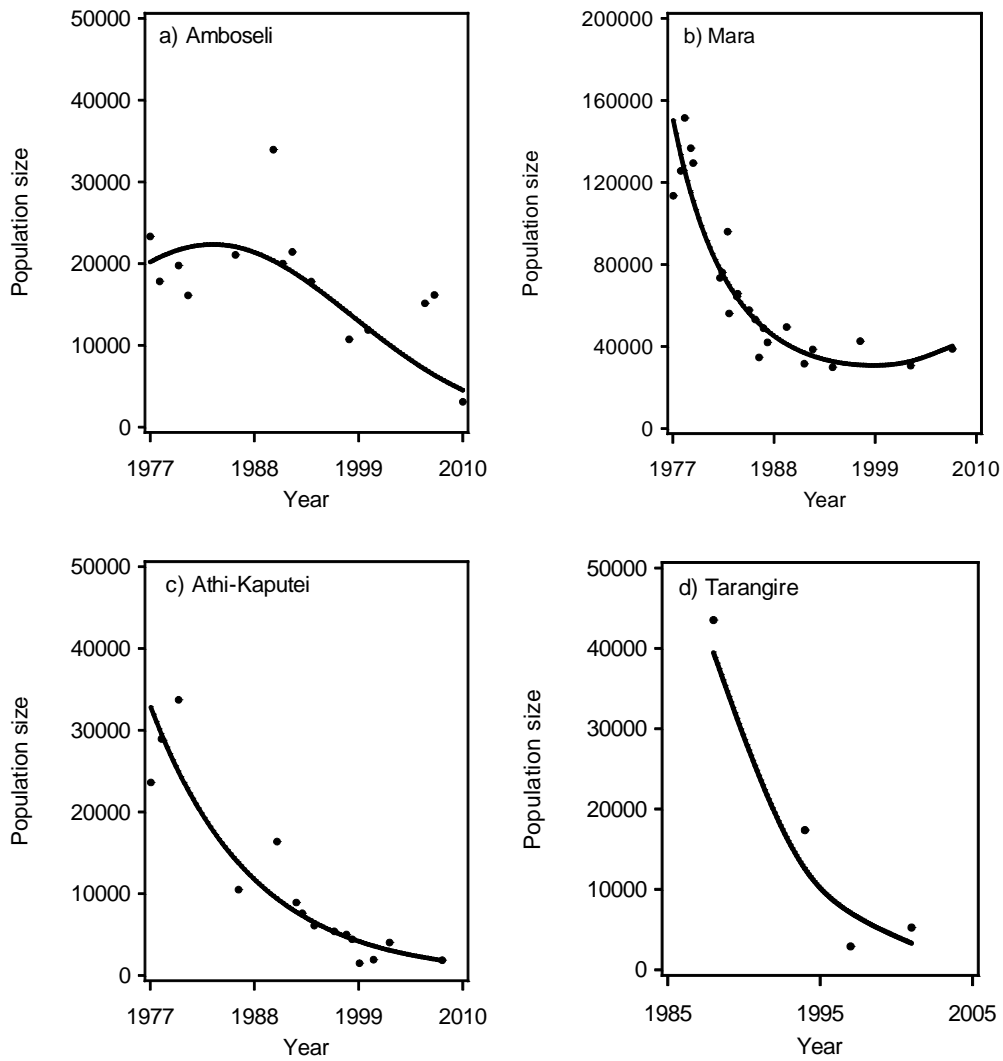 a) Amboseli
50000
40000
30000
20000
10000
0
Population size
1977 1988 1999 2010
Year
b) Mara
200000
160000
120000
80000
40000
0
Population size
1977 1988 1999 2010
Year
c) Athi-Kaputei
50000
40000
30000
20000
10000
0
Population size
1977 1988 1999 2010
Year
d) Tarangire
50000
40000
30000
20000
10000
0
Population size
1985 1995 2005
Year